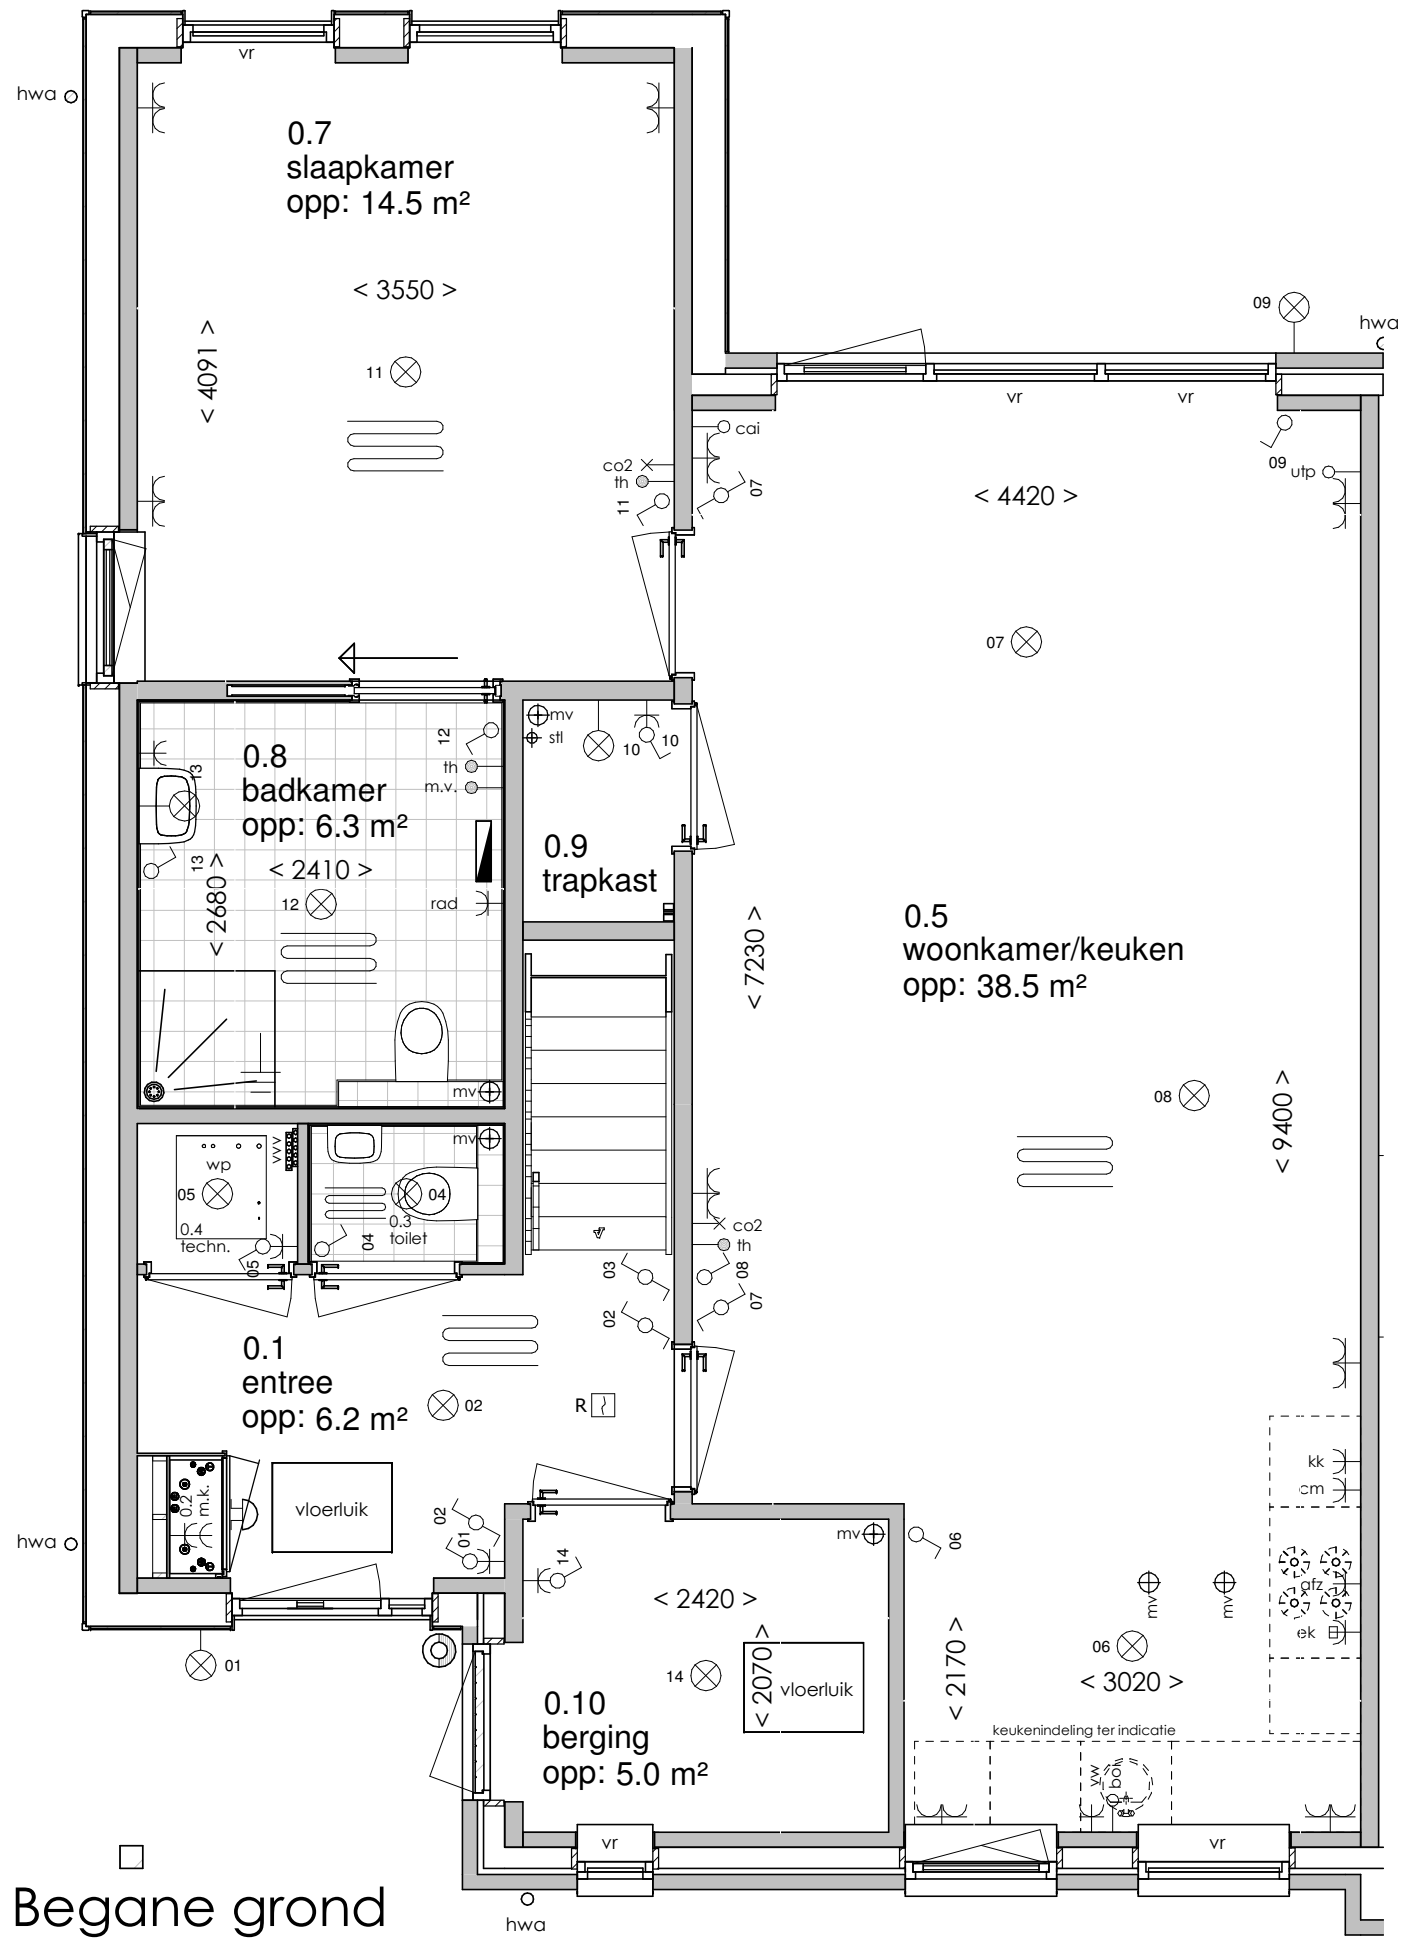 vr
hwa
0.7
slaapkamer
opp: 14.5 m²
< 3550 >
< 4091 >
11
co2
th
11
09
hwa
vr
vr
cai
07
09
utp
< 4420 >
07
0.8
badkamer
opp: 6.3 m²
< 2410 >
< 2680 >
13
13
12
th
m.v.
12
rad
mv
mv
stl
10
10
0.9
trapkast
0.5
woonkamer/keuken
opp: 38.5 m²
< 7230 >
08
< 9400 >
wp
vvv
05
0.4
techn.
05
mv
04
0.3
toilet
04
03
02
co2
th
08
07
0.1
entree
opp: 6.2 m²
02
R
0.2
m.k.
vloerluik
02
01
hwa
01
14
mv
06
< 2420 >
< 2070 >
14
vloerluik
0.10
berging
opp: 5.0 m²
kk
cm
afz
ek
mv
mv
06
< 3020 >
< 2170 >
keukenindeling ter indicatie
vw
boi
vr
vr
hwa
Begane grond